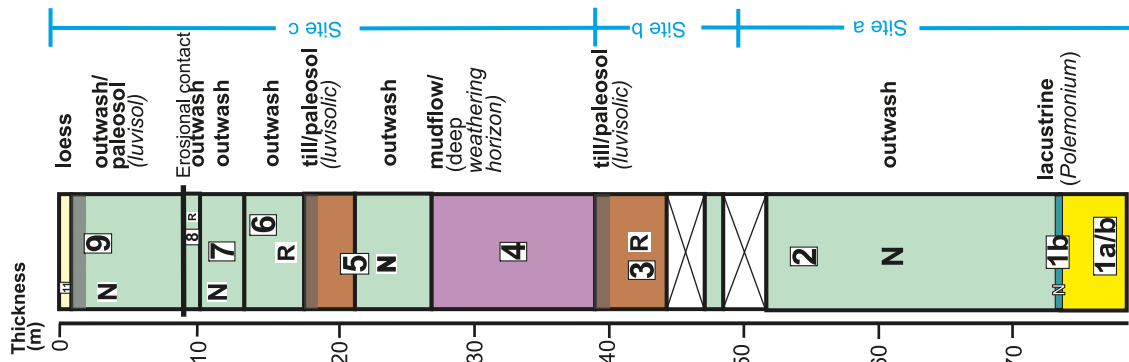 Thickness
(m)
0
10
20
30
40
50
60
70
11
9
N
8
R
7
N
6
R
5
N
4
3
R
2
N
1b
N
1a/b
loess
outwash/
paleosol
(luvisol)
Erosional contact
outwash
outwash
outwash
till/paleosol
(luvisolic)
outwash
mudflow/
(deep
weathering
horizon)
till/paleosol
(luvisolic)
outwash
lacustrine
(Polemonium)
Site c
Site b
Site a